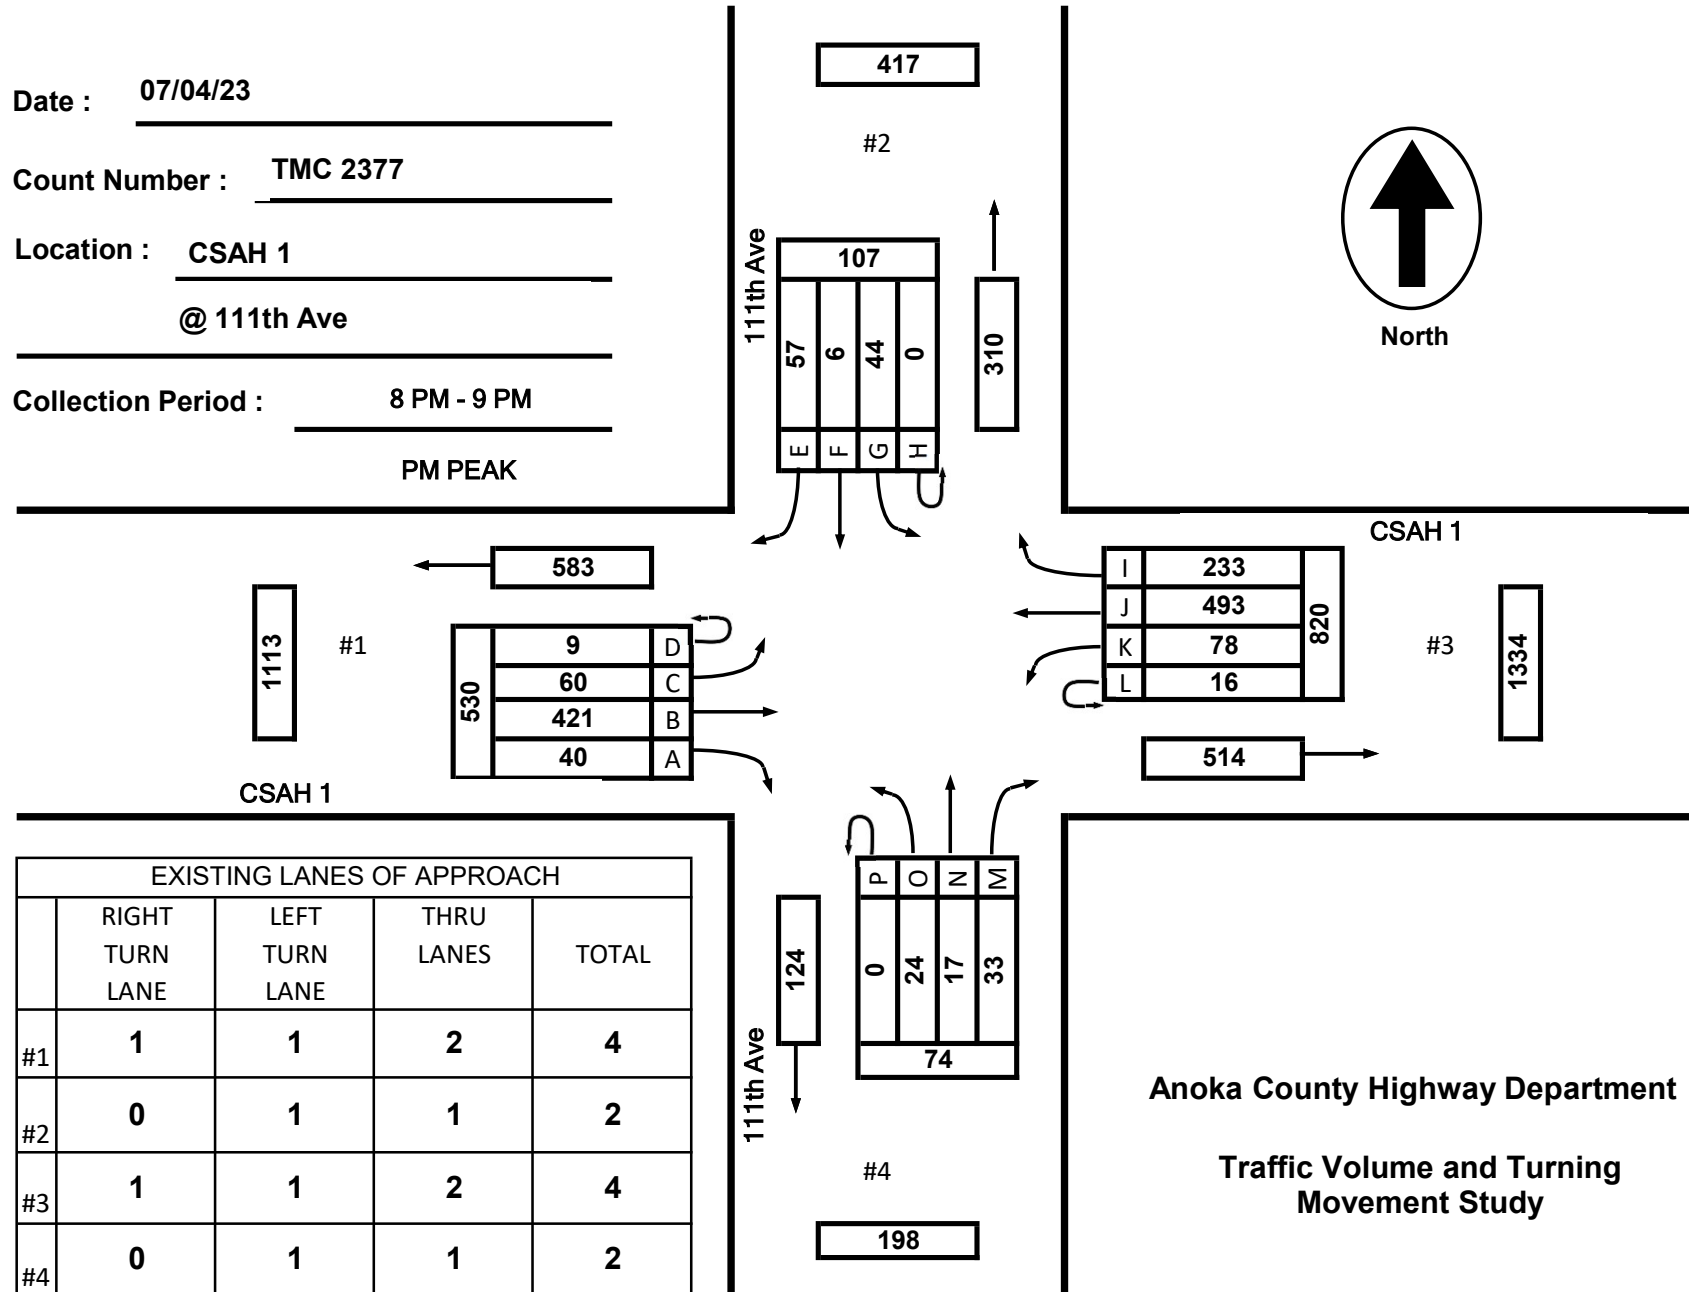 Date : 07/04/23
Count Number : TMC 2377
Location : CSAH 1
@ 111th Ave
Collection Period : 8 PM - 9 PM
PM PEAK
417
#2
111th Ave
107
57 6 44 0
E F G H
310
North
CSAH 1
583
1113
#1
530
9 D
60 C
421 B
40 A
CSAH 1
I 233
J 493
K 78
L 16
820
#3
1334
514
P O N M
0 24 17 33
74
124
111th Ave
#4
198
EXISTING LANES OF APPROACH
RIGHT TURN LANE
LEFT TURN LANE
THRU LANES
TOTAL
#1 1 1 2 4
#2 0 1 1 2
#3 1 1 2 4
#4 0 1 1 2
Anoka County Highway Department
Traffic Volume and Turning
Movement Study